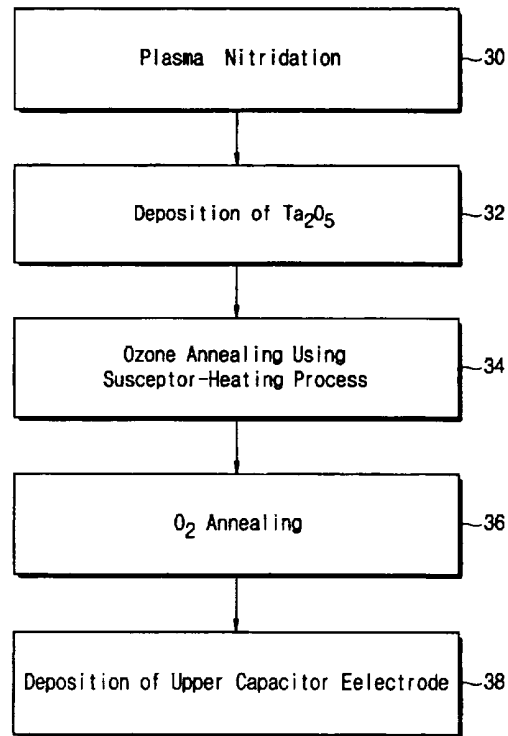 Plasma Nitridation
30
Deposition of Ta2O5
32
Ozone Annealing Using
Susceptor-Heating Process
34
O2 Annealing
36
Deposition of Upper Capacitor Eelectrode
38